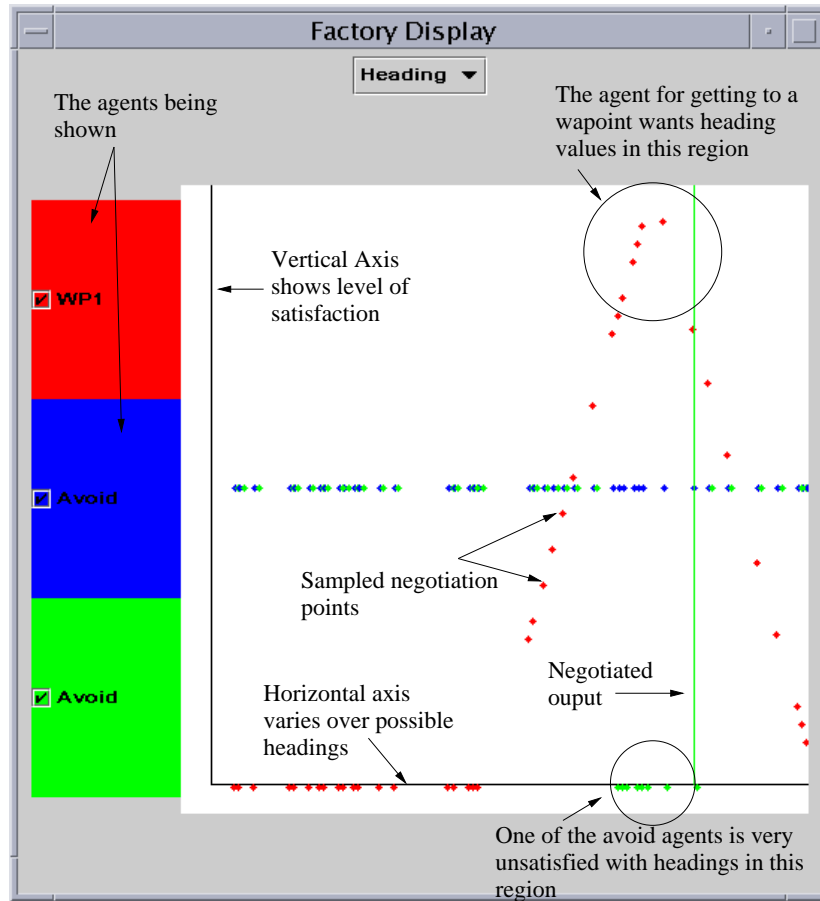 Factory Display
Heading
The agents being
shown
The agent for getting to a
wapoint wants heading
values in this region
Vertical Axis
shows level of
satisfaction
WP1
Avoid
Sampled negotiation
points
Negotiated
ouput
Avoid
Horizontal axis
varies over possible
headings
One of the avoid agents is very
unsatisfied with headings in this
region